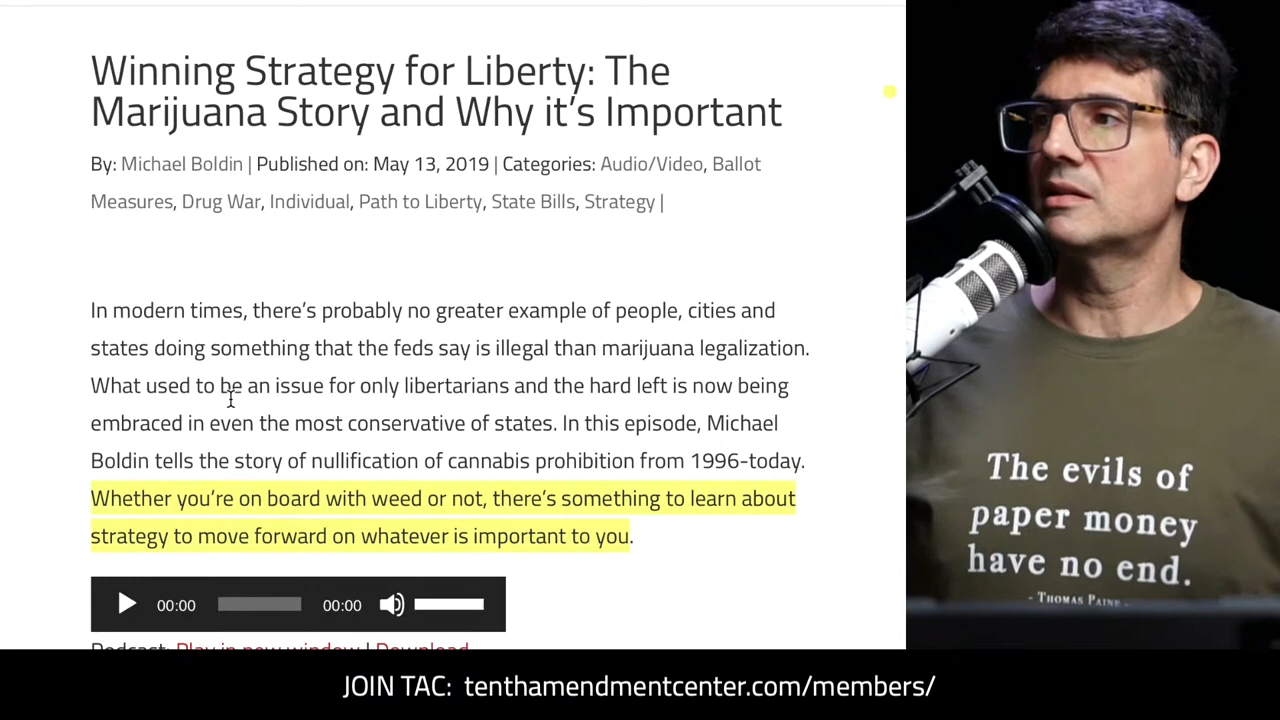 Winning Strategy for Liberty: The
Marijuana Story and Why it’s Important
By: Michael Boldin | Published on: May 13, 2019 | Categories: Audio/Video, Ballot
Measures, Drug War, Individual, Path to Liberty, State Bills, Strategy |
In modern times, there’s probably no greater example of people, cities and
states doing something that the feds say is illegal than marijuana legalization.
What used to be an issue for only libertarians and the hard left is now being
embraced in even the most conservative of states. In this episode, Michael
Boldin tells the story of nullification of cannabis prohibition from 1996-today.
Whether you’re on board with weed or not, there’s something to learn about
strategy to move forward on whatever is important to you.
00:00 00:00
Podcast: Play in new window | Download
The evils of
paper money
have no end.
- Thomas Paine -
JOIN TAC: tenthamendmentcenter.com/members/